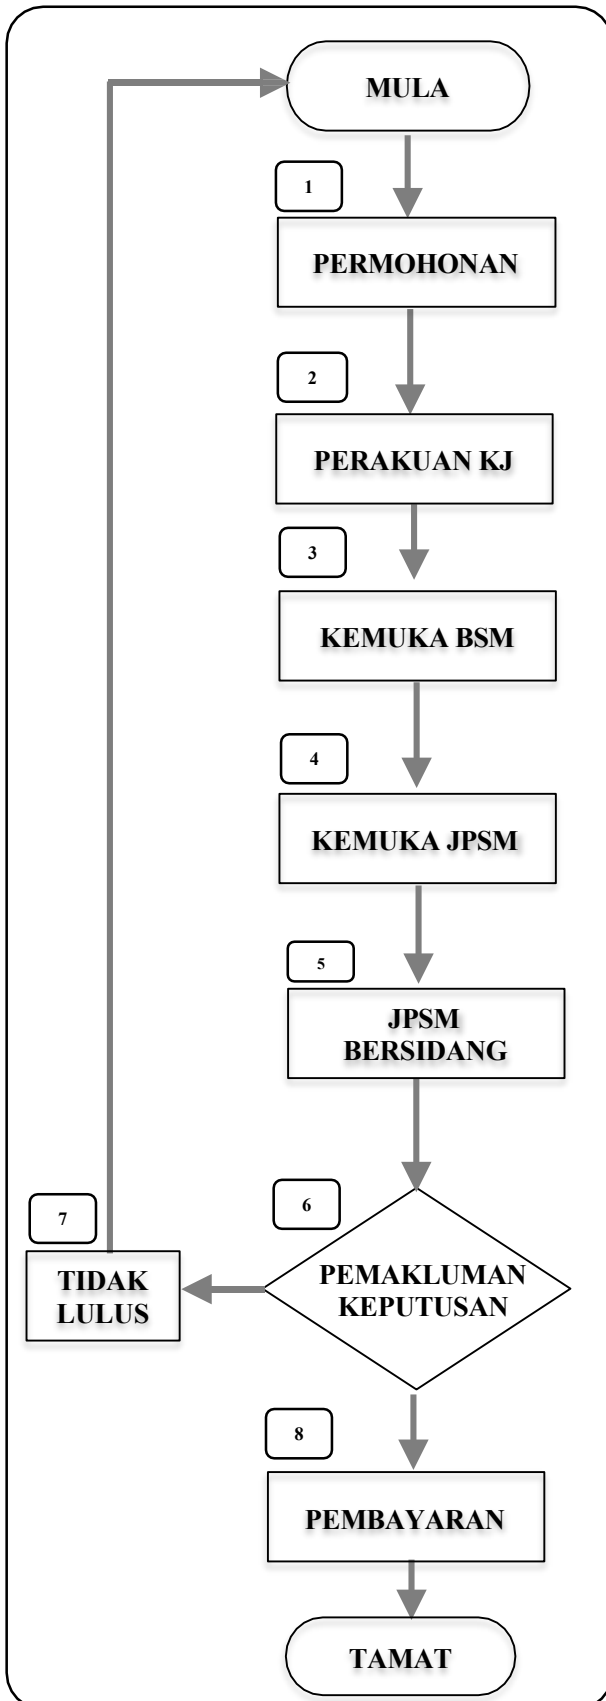 MULA
1
PERMOHONAN
2
PERAKUAN KJ
3
KEMUKA BSM
4
KEMUKA JPSM
5
JPSM
BERSIDANG
6
PEMAKLUMAN
KEPUTUSAN
7
TIDAK
LULUS
8
PEMBAYARAN
TAMAT